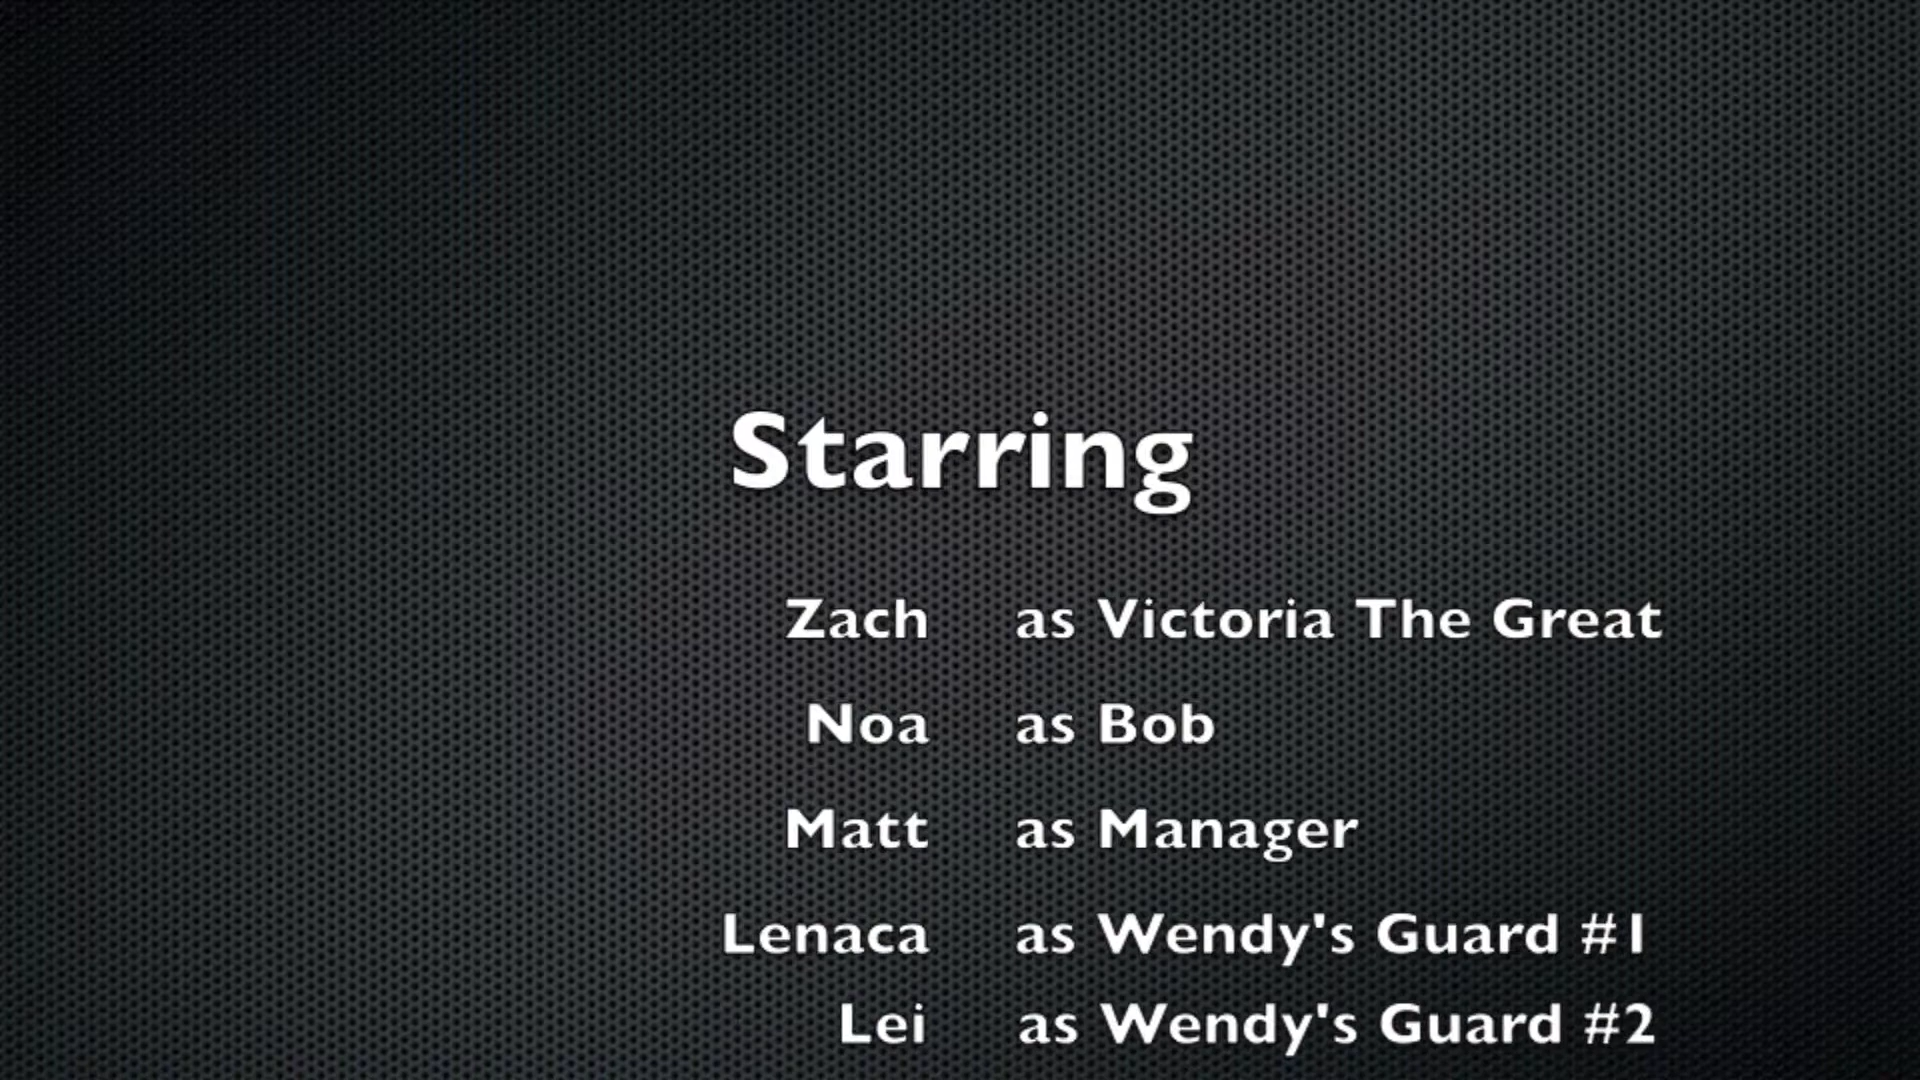 Starring
Zach as Victoria The Great
Noa as Bob
Matt as Manager
Lenaca as Wendy's Guard #1
Lei as Wendy's Guard #2